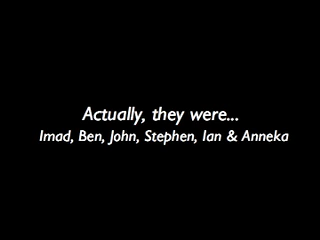 Actually, they were...
Imad, Ben, John, Stephen, Ian & Anneka